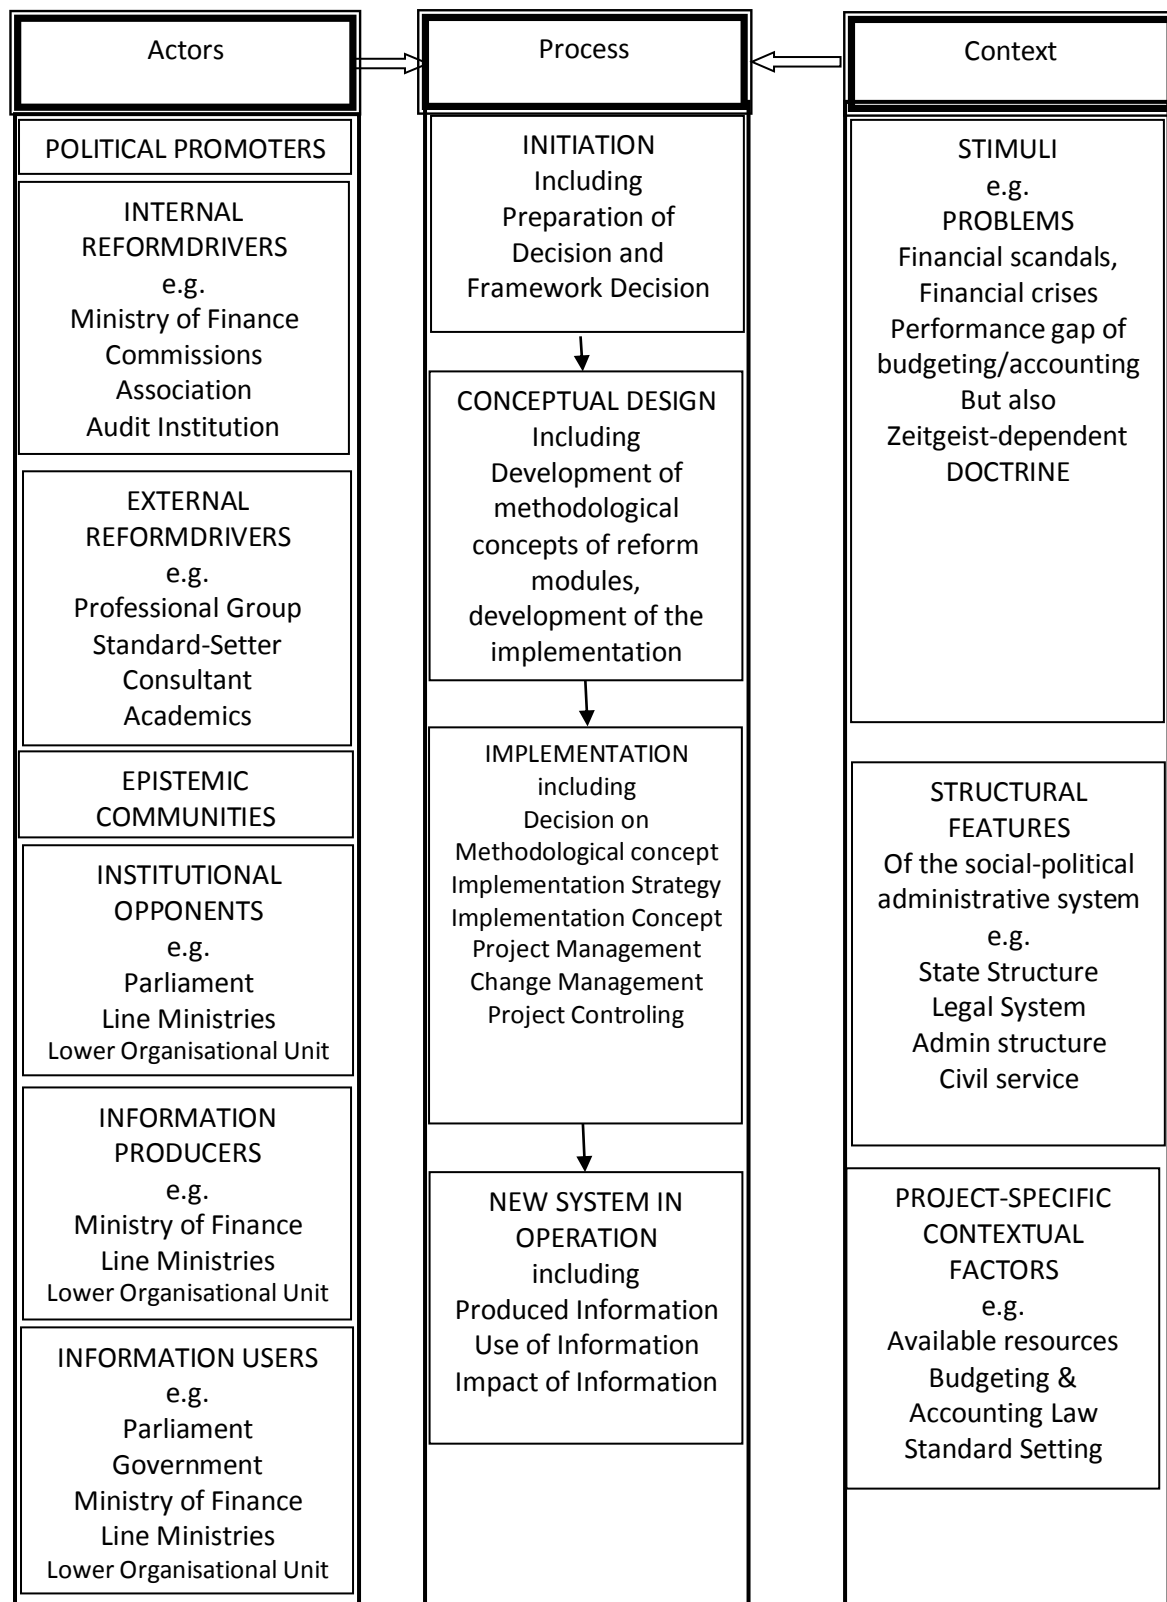 Actors
POLITICAL PROMOTERS
INTERNAL
REFORMDRIVERS
e.g.
Ministry of Finance
Commissions
Association
Audit Institution
EXTERNAL
REFORMDRIVERS
e.g.
Professional Group
Standard-Setter
Consultant
Academics
EPISTEMIC
COMMUNITIES
INSTITUTIONAL
OPPONENTS
e.g.
Parliament
Line Ministries
Lower Organisational Unit
INFORMATION
PRODUCERS
e.g.
Ministry of Finance
Line Ministries
Lower Organisational Unit
INFORMATION USERS
e.g.
Parliament
Government
Ministry of Finance
Line Ministries
Lower Organisational Unit
Process
INITIATION
Including
Preparation of
Decision and
Framework Decision
CONCEPTUAL DESIGN
Including
Development of
methodological
concepts of reform
modules,
development of the
implementation
IMPLEMENTATION
including
Decision on
Methodological concept
Implementation Strategy
Implementation Concept
Project Management
Change Management
Project Controling
NEW SYSTEM IN
OPERATION
including
Produced Information
Use of Information
Impact of Information
Context
STIMULI
e.g.
PROBLEMS
Financial scandals,
Financial crises
Performance gap of
budgeting/accounting
But also
Zeitgeist-dependent
DOCTRINE
STRUCTURAL
FEATURES
Of the social-political
administrative system
e.g.
State Structure
Legal System
Admin structure
Civil service
PROJECT-SPECIFIC
CONTEXTUAL
FACTORS
e.g.
Available resources
Budgeting &
Accounting Law
Standard Setting